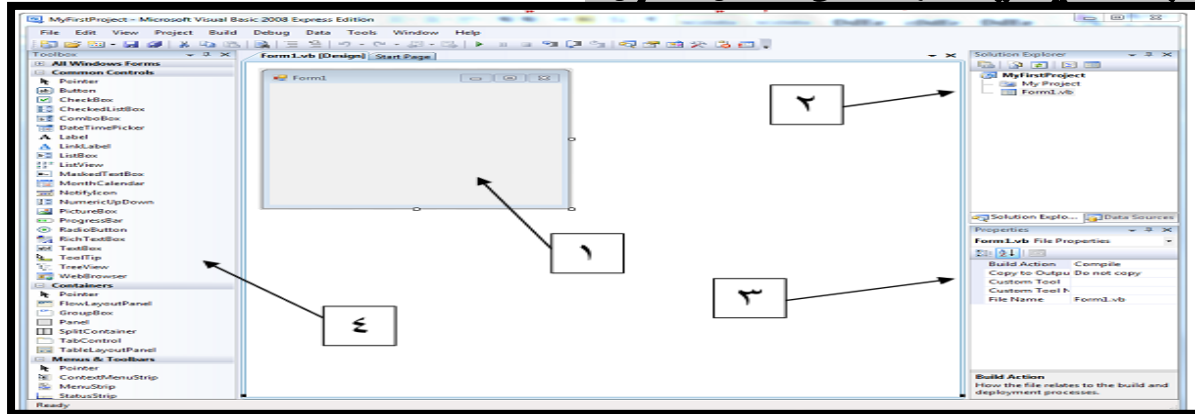 MyFirstProject - Microsoft Visual Basic 2008 Express Edition
File Edit View Project Build Debug Data Tools Window Help
Toolbox
All Windows Forms
Common Controls
Pointer
Button
CheckBox
CheckedListBox
ComboBox
DateTimePicker
Label
LinkLabel
ListBox
ListView
MaskedTextBox
MonthCalendar
NotifyIcon
NumericUpDown
PictureBox
ProgressBar
RadioButton
RichTextBox
TextBox
ToolTip
TreeView
WebBrowser
Containers
Pointer
FlowLayoutPanel
GroupBox
Panel
SplitContainer
TabControl
TableLayoutPanel
Menus & Toolbars
Pointer
ContextMenuStrip
MenuStrip
StatusStrip
Ready
Form1.vb [Design] Start Page
Form1
١
٢
٣
٤
Solution Explorer
MyFirstProject
My Project
Form1.vb
Solution Explo... Data Sources
Properties
Form1.vb File Properties
Build Action Compile
Copy to Outpu Do not copy
Custom Tool
Custom Tool N
File Name Form1.vb
Build Action
How the file relates to the build and
deployment processes.